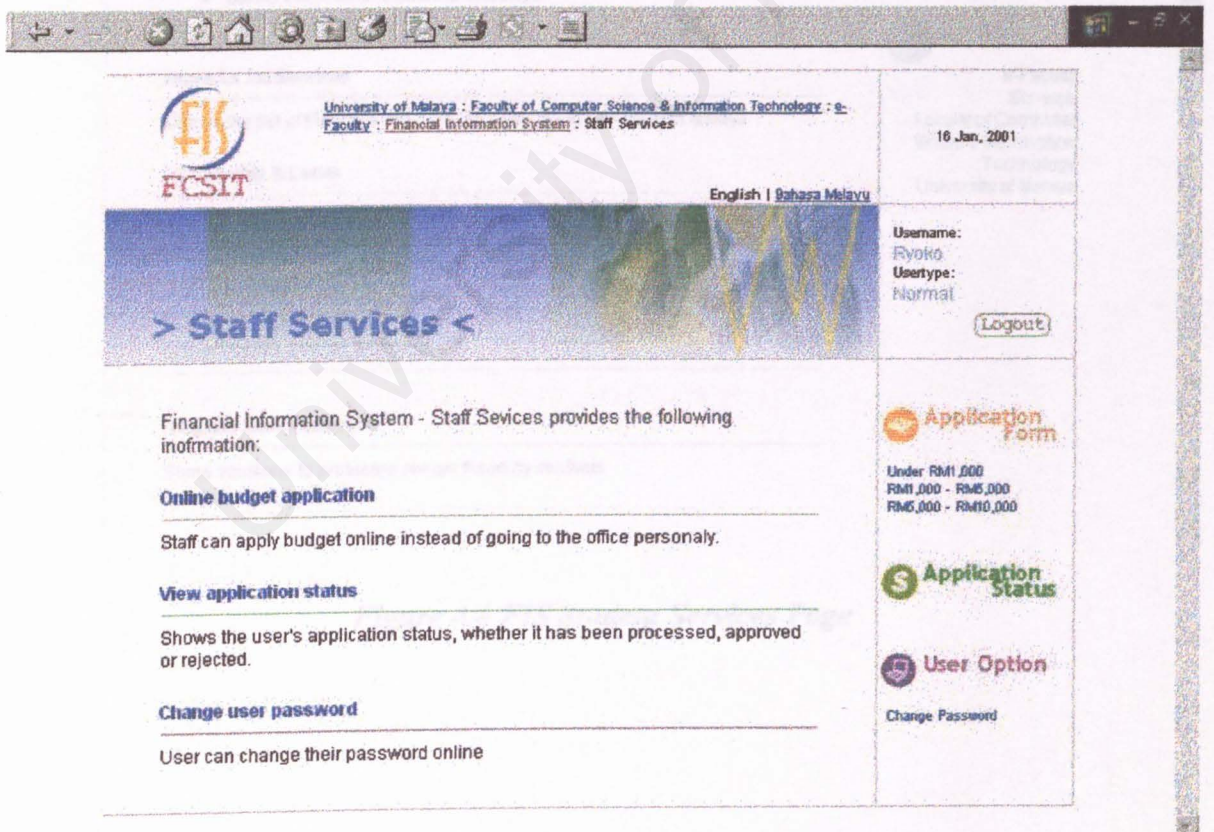 FIS
FCSIT
University of Malaya : Faculty of Computer Science & Information Technology : e-
Faculty : Financial Information System : Staff Services
16 Jan, 2001
English | Bahasa Melayu
> Staff Services <
Username:
Ryoko
Usertype:
Normal
Logout
Financial Information System - Staff Sevices provides the following
inofrmation:
Online budget application
Staff can apply budget online instead of going to the office personaly.
View application status
Shows the user's application status, whether it has been processed, approved
or rejected.
Change user password
User can change their password online
Application
Form
Under RM1,000
RM1,000 - RM5,000
RM5,000 - RM10,000
Application
Status
User Option
Change Password
University of